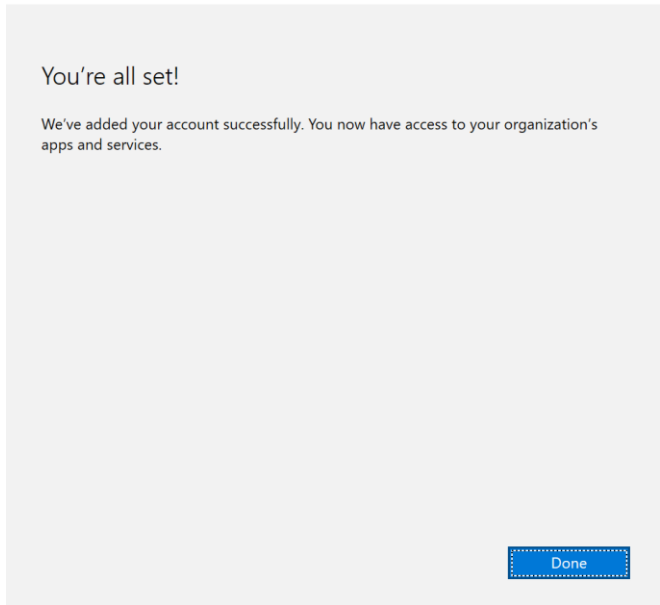 You’re all set!
We’ve added your account successfully. You now have access to your organization’s
apps and services.
Done